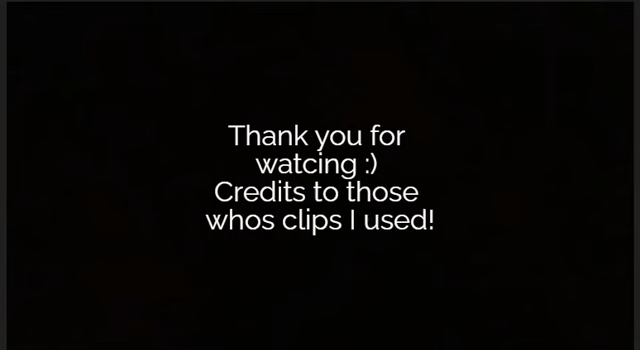 Thank you for
watcing :)
Credits to those
whos clips I used!